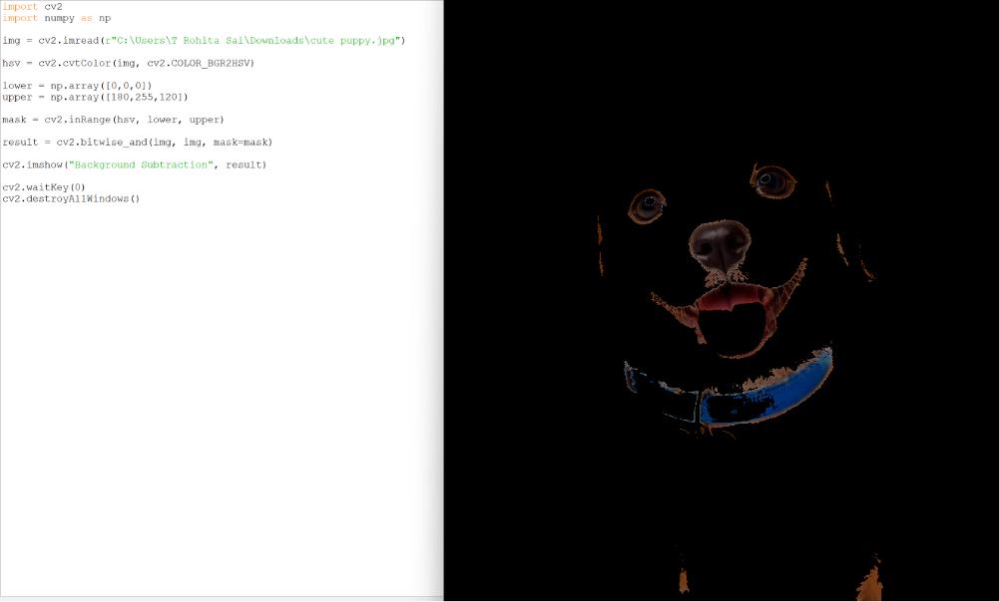 import cv2
import numpy as np
img = cv2.imread(r"C:\Users\T Rohita Sai\Downloads\cute puppy.jpg")
hsv = cv2.cvtColor(img, cv2.COLOR_BGR2HSV)
lower = np.array([0,0,0])
upper = np.array([180,255,120])
mask = cv2.inRange(hsv, lower, upper)
result = cv2.bitwise_and(img, img, mask=mask)
cv2.imshow("Background Subtraction", result)
cv2.waitKey(0)
cv2.destroyAllWindows()